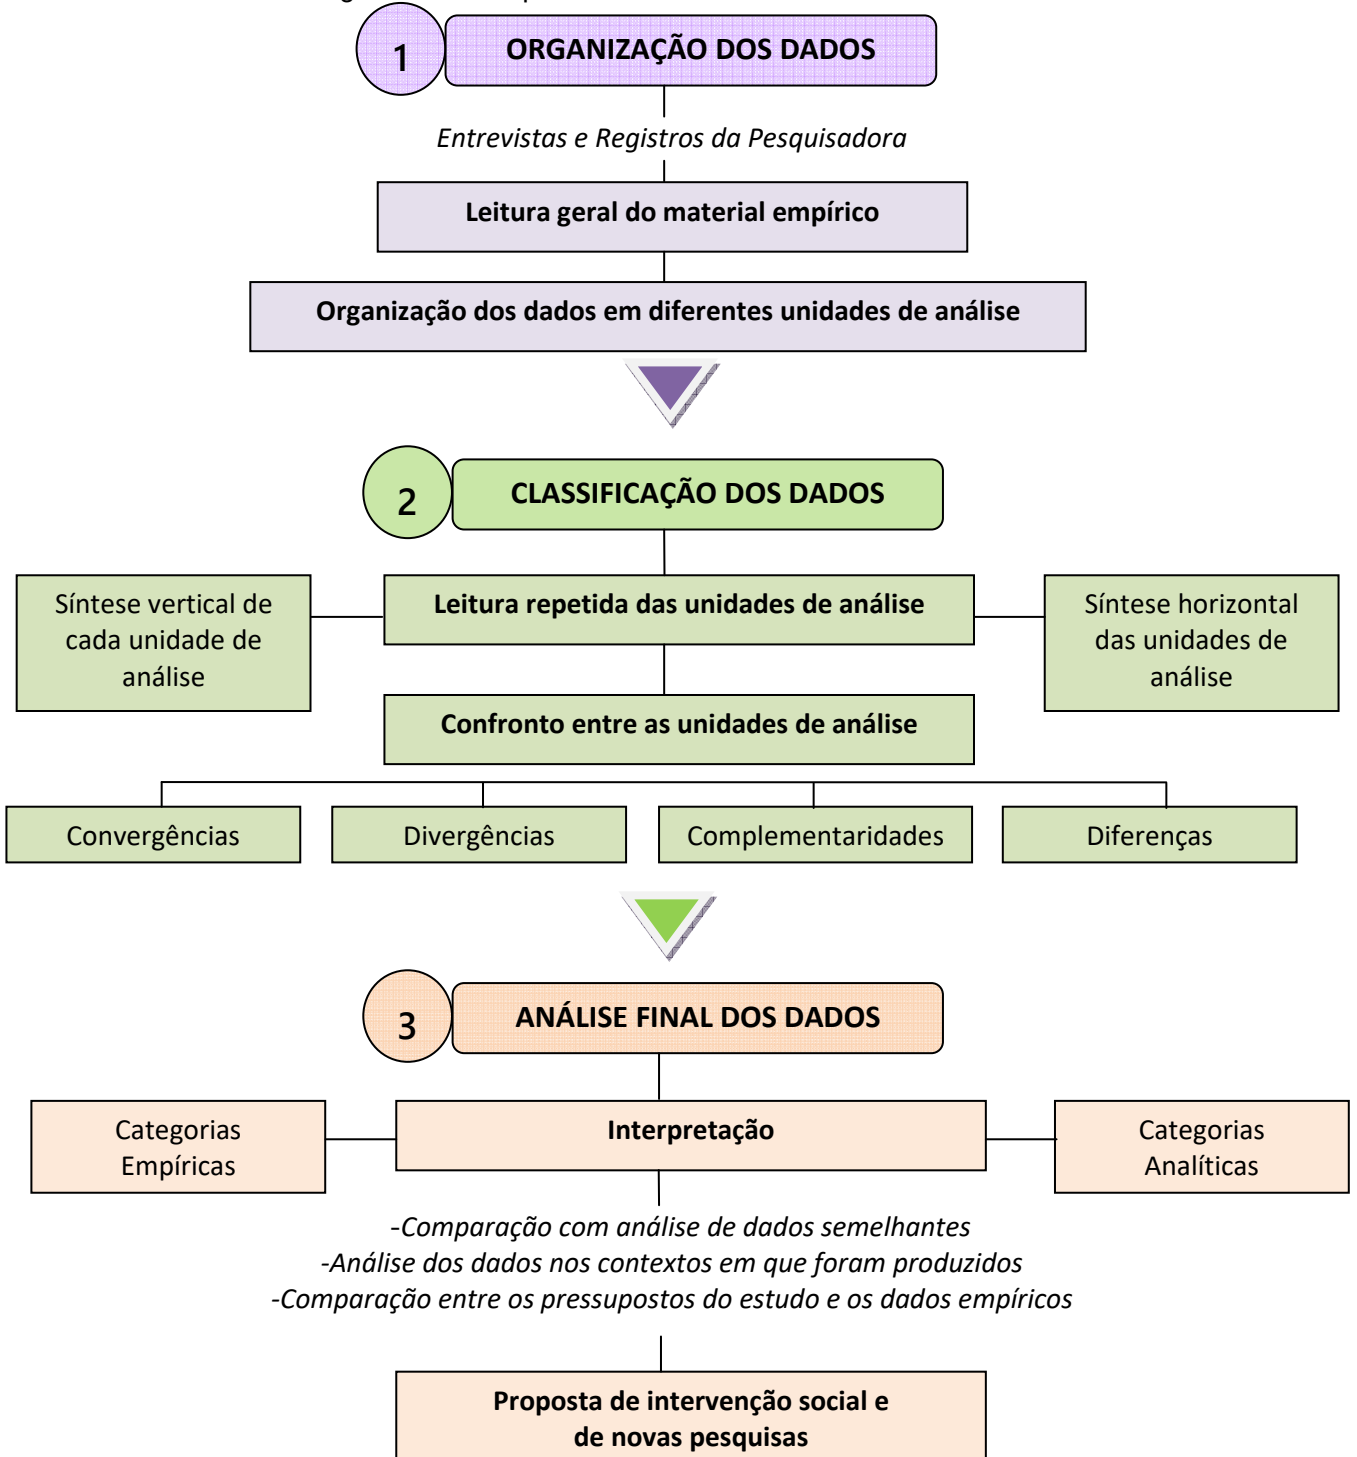 1
ORGANIZAÇÃO DOS DADOS
Entrevistas e Registros da Pesquisadora
Leitura geral do material empírico
Organização dos dados em diferentes unidades de análise
2
CLASSIFICAÇÃO DOS DADOS
Síntese vertical de
cada unidade de
análise
Leitura repetida das unidades de análise
Síntese horizontal
das unidades de
análise
Confronto entre as unidades de análise
Convergências
Divergências
Complementaridades
Diferenças
3
ANÁLISE FINAL DOS DADOS
Categorias
Empíricas
Interpretação
Categorias
Analíticas
-Comparação com análise de dados semelhantes
-Análise dos dados nos contextos em que foram produzidos
-Comparação entre os pressupostos do estudo e os dados empíricos
Proposta de intervenção social e
de novas pesquisas